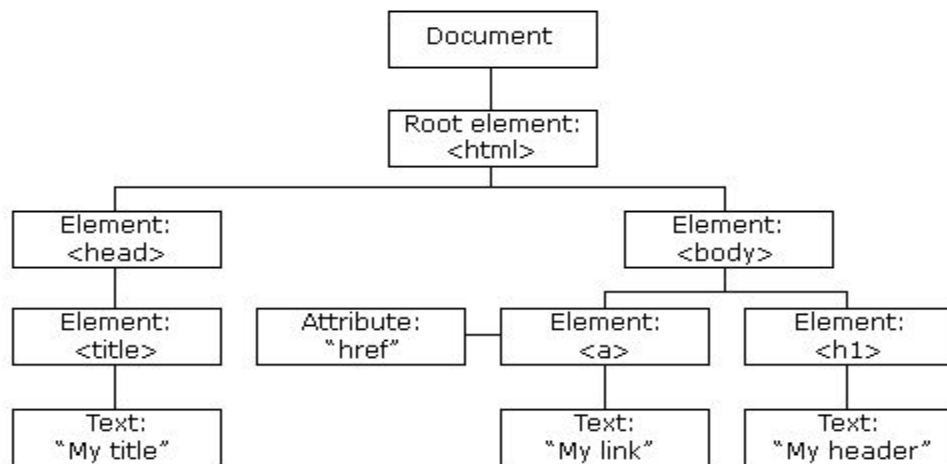 Document
Root element:
<html>
Element:
<head>
Element:
<body>
Element:
<title>
Attribute:
“href”
Element:
<a>
Element:
<h1>
Text:
“My title”
Text:
“My link”
Text:
“My header”